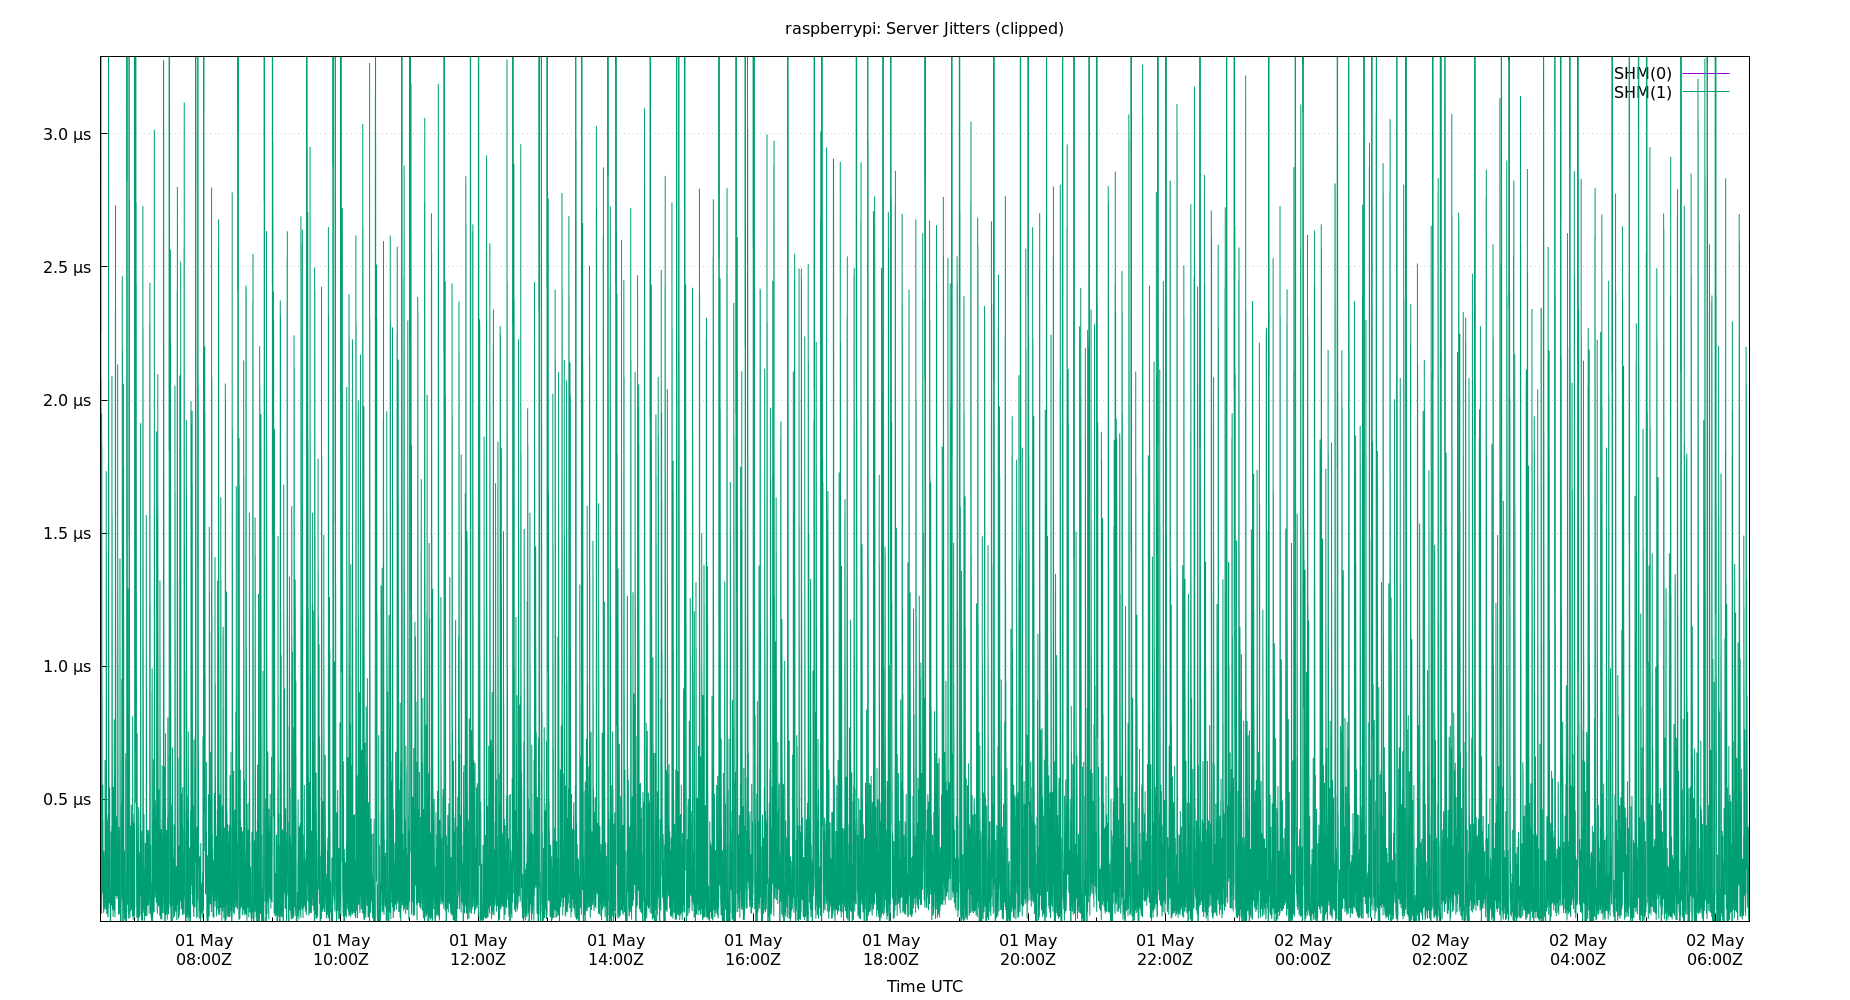 raspberrypi: Server Jitters (clipped)
SHM(0)
SHM(1)
3.0 µs
2.5 µs
2.0 µs
1.5 µs
1.0 µs
0.5 µs
01 May 01 May 01 May 01 May 01 May 01 May 01 May 01 May 02 May 02 May 02 May 02 May
08:00Z 10:00Z 12:00Z 14:00Z 16:00Z 18:00Z 20:00Z 22:00Z 00:00Z 02:00Z 04:00Z 06:00Z
Time UTC